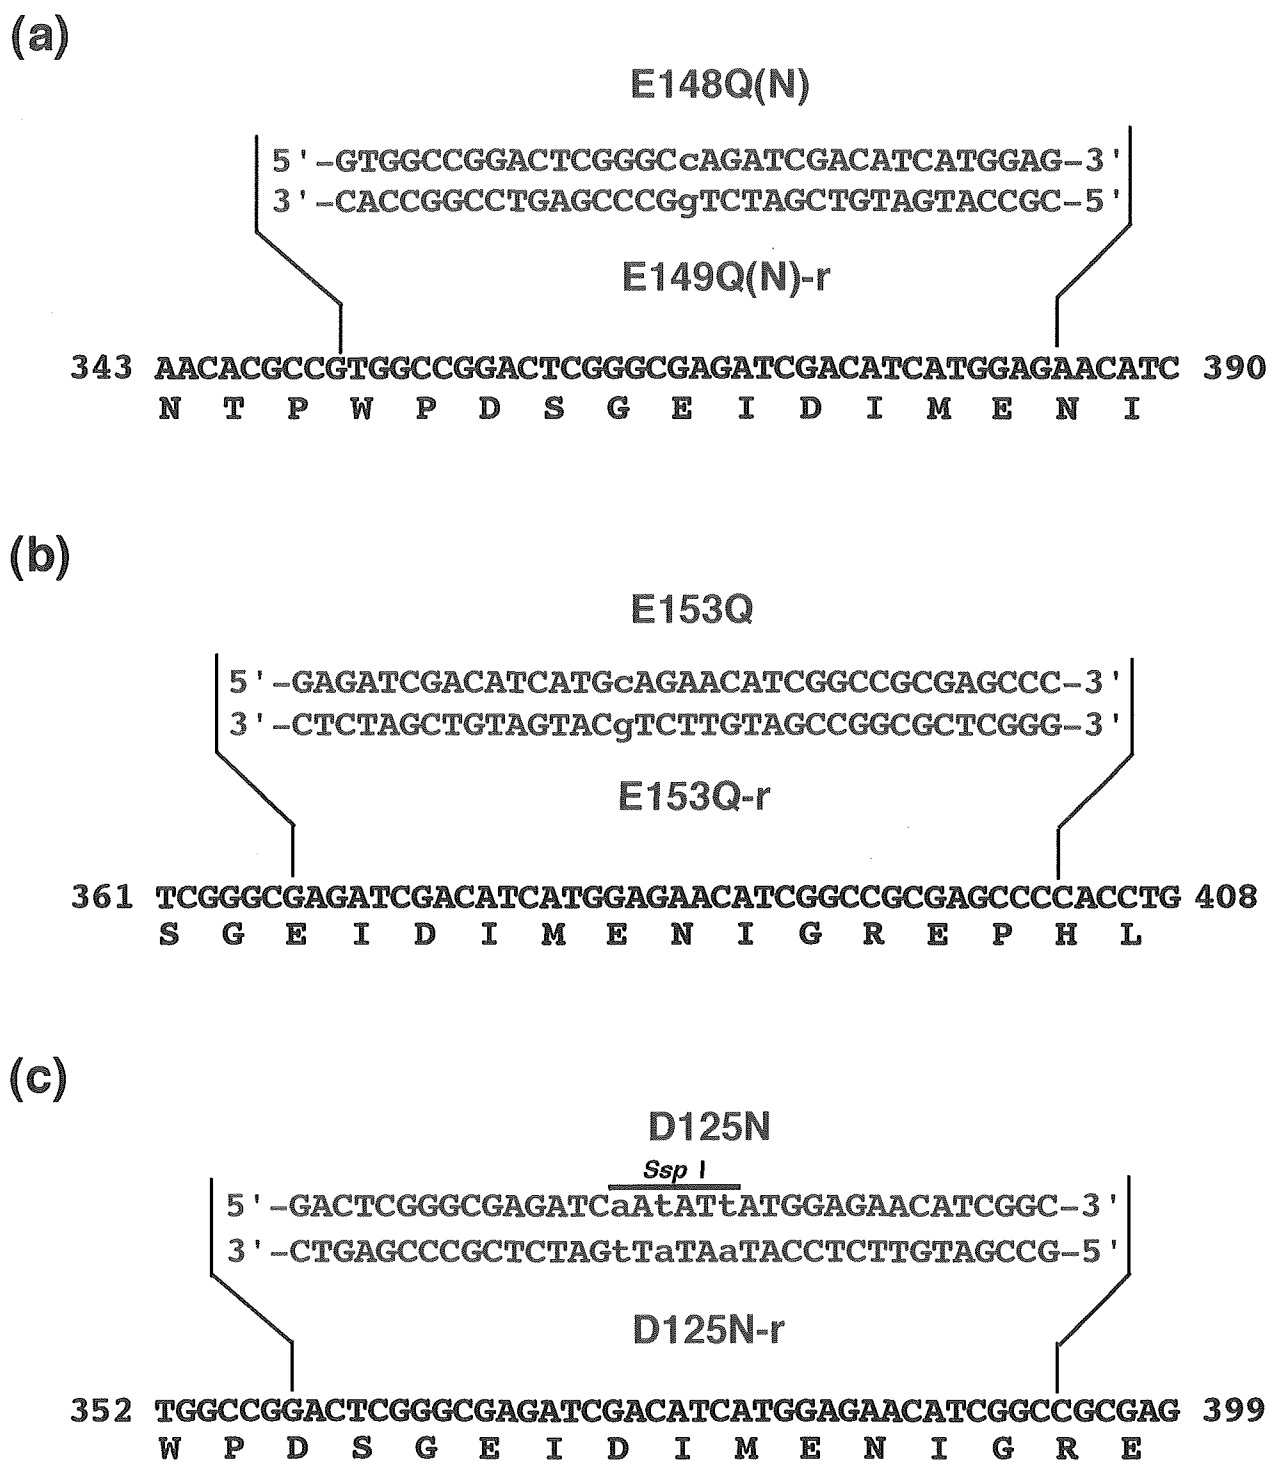 (a)
E148Q(N)
5'-GTGGCCGGACTCGGGCcAGATCGACATCATGGAG-3'
3'-CACCGGCCTGAGCCCGgTCTAGCTGTAGTACCGC-5'
E149Q(N)-r
343 AACACGCCGTGGCCGGACTCGGGCGAGATCGACATCATGGAGAACATC 390
N T P W P D S G E I D I M E N I
(b)
E153Q
5'-GAGATCGACATCATGcAGAACATCGGCCGCGAGCCC-3'
3'-CTCTAGCTGTAGTACgTCTTGTAGCCGGCGCTCGGG-3'
E153Q-r
361 TCGGGCGAGATCGACATCATGGAGAACATCGGCCGCGAGCCCCACCTG 408
S G E I D I M E N I G R E P H L
(c)
D125N
Ssp I
5'-GACTCGGGCGAGATCaAtATtATGGAGAACATCGGC-3'
3'-CTGAGCCCGCTCTAGtTaTAaTACCTCTTGTAGCCG-5'
D125N-r
352 TGGCCGGACTCGGGCGAGATCGACATCATGGAGAACATCGGCCGCGAG 399
W P D S G E I D I M E N I G R E